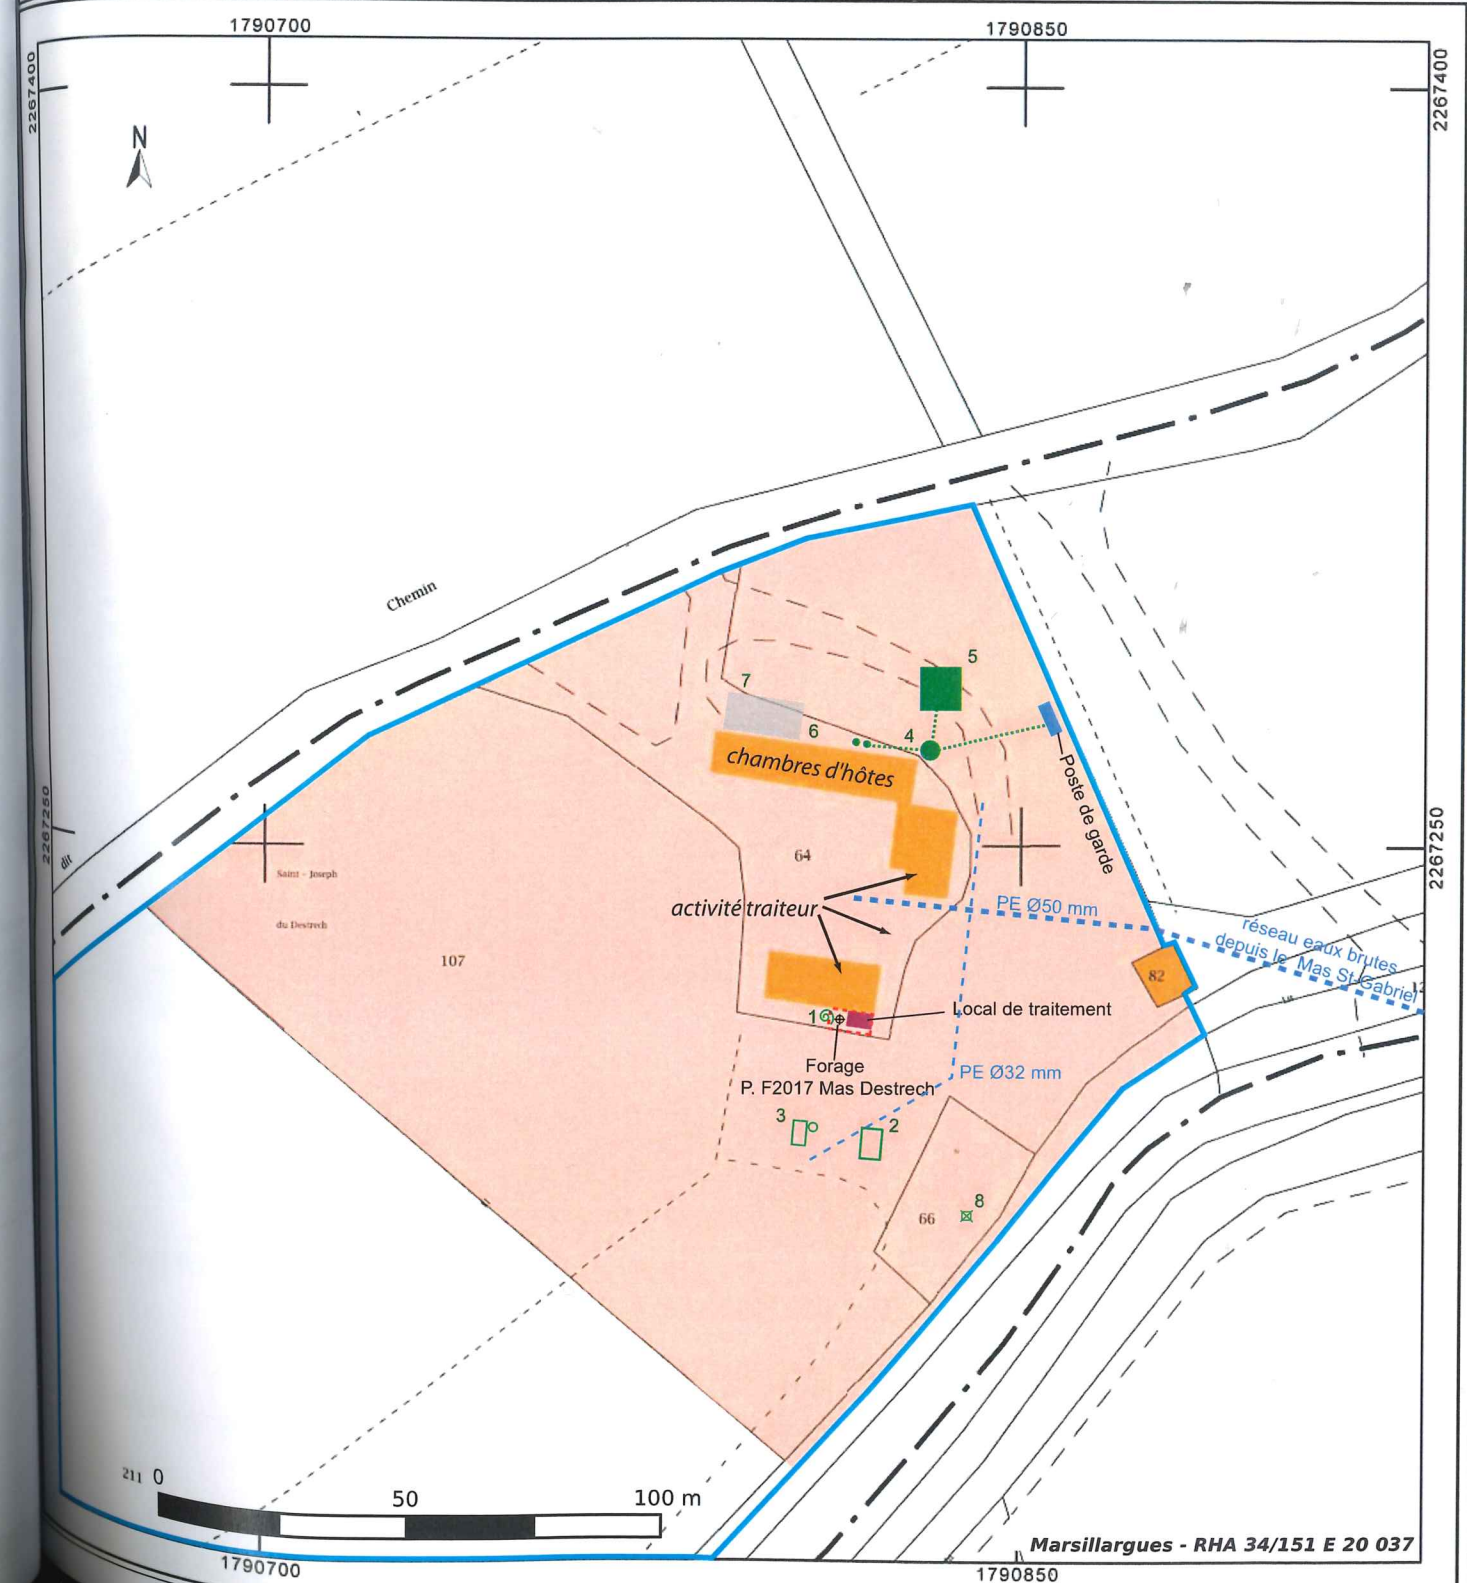 1790700
1790850
2267400
2267400
N
Chemin
5
7
6
4
chambres d'hôtes
Poste de garde
2267250
2267250
dit
64
Saint - Joseph
activité traiteur
PE Ø50 mm
du Destrech
réseau eaux brutes
depuis le Mas St-Gabriel
107
82
1
Local de traitement
Forage
P. F2017 Mas Destrech
PE Ø32 mm
3
2
8
66
211
0
50
100 m
Marsillargues - RHA 34/151 E 20 037
1790700
1790850